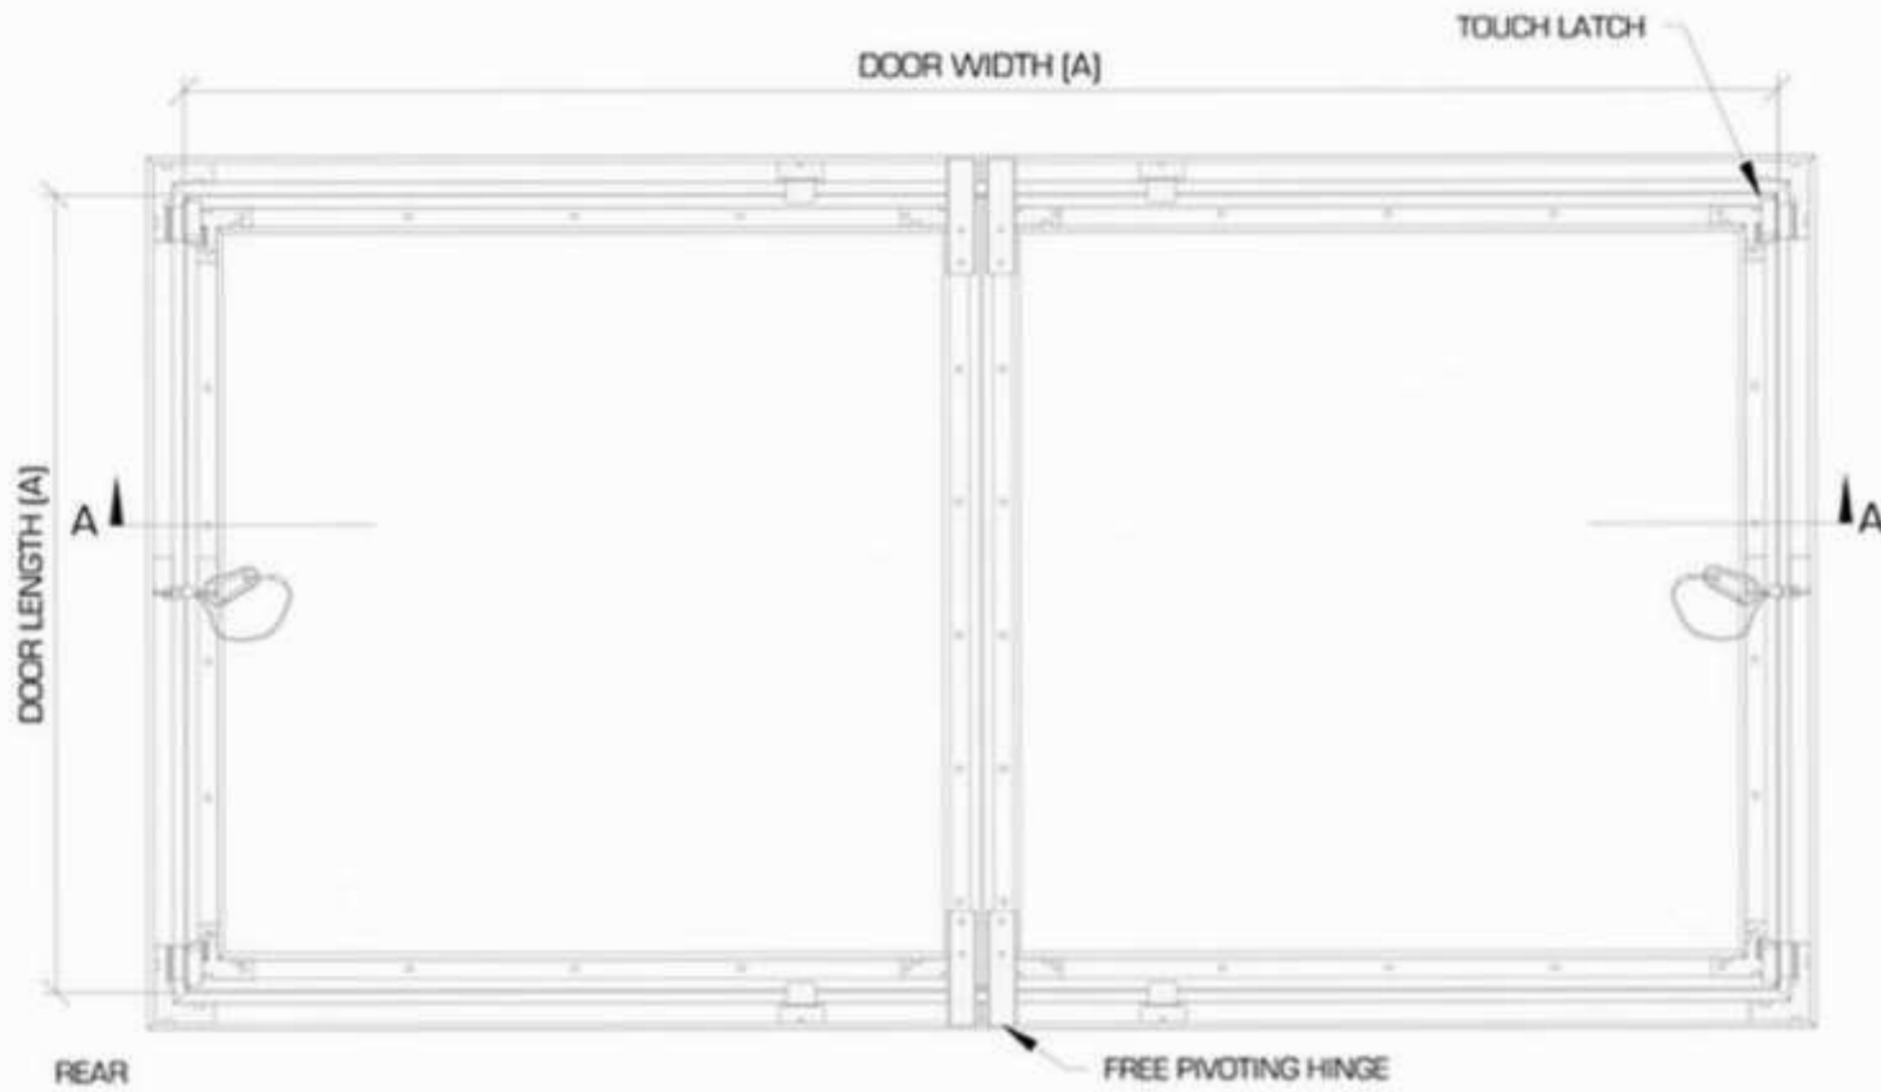 TOUCH LATCH
DOOR WIDTH (A)
DOOR LENGTH (A)
A
A
FREE PIVOTING HINGE
REAR